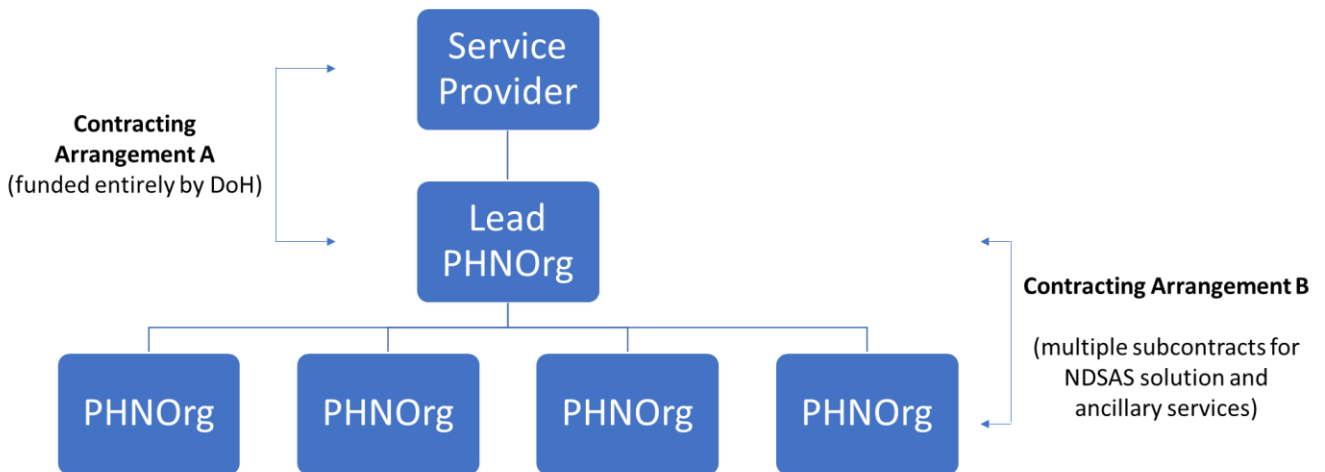 Service
Provider
Contracting
Arrangement A
(funded entirely by DoH)
Lead
PHNOrg
Contracting Arrangement B
(multiple subcontracts for
NDSAS solution and
ancillary services)
PHNOrg
PHNOrg
PHNOrg
PHNOrg